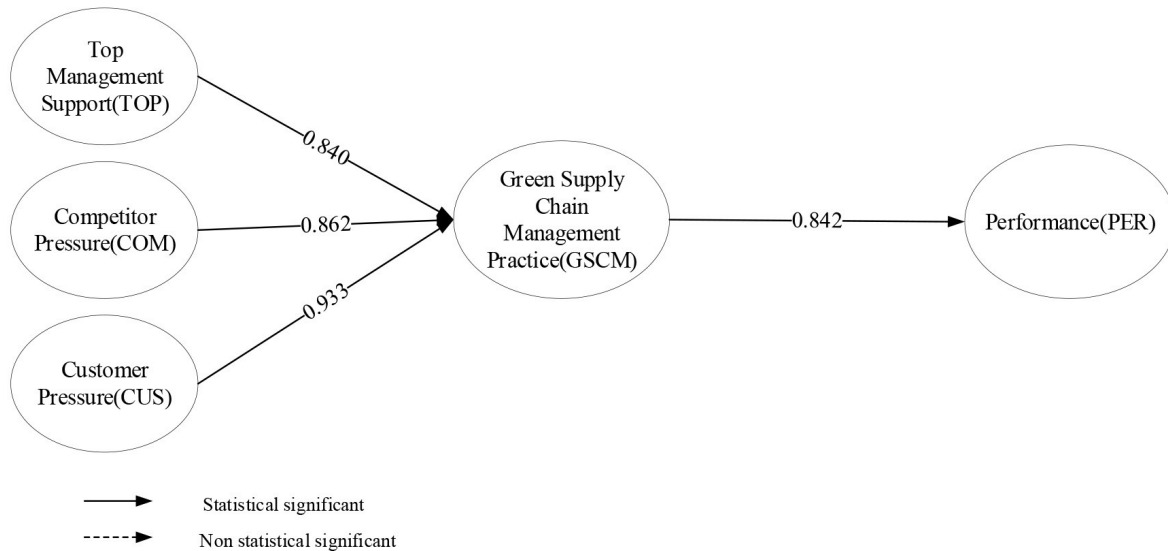 Top
Management
Support(TOP)
0.840
Competitor
Pressure(COM)
0.862
Customer
Pressure(CUS)
0.933
Green Supply
Chain
Management
Practice(GSCM)
0.842
Performance(PER)
Statistical significant
Non statistical significant